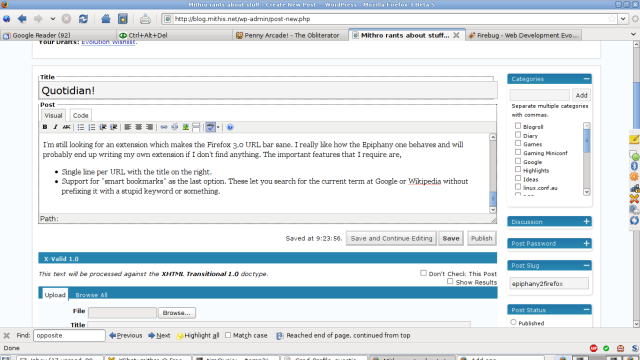 Mithro rants about stuff - Create New Post - WordPress - Mozilla Firefox 3 Beta 5
http://blog.mithis.net/wp-admin/post-new.php
Google Reader (92) Ctrl+Alt+Del Penny Arcade! - The Obliterator Mithro rants about stuff... Firebug - Web Development Evo...
Your Drafts: Evolution Wishlist.
Title
Quotidian!
Post
Visual Code
B I ABC
I'm still looking for an extension which makes the Firefox 3.0 URL bar sane. I really like how the Epiphany one behaves and
will probably end up writing my own extension if I don't find anything. The important features that I require are,
Single line per URL with the title on the right.
Support for "smart bookmarks" as the last option. These let you search for the current term at Google or Wikipedia without
prefixing it with a stupid keyword or something.
Path:
Saved at 9:23:56. Save and Continue Editing Save Publish
X-Valid 1.0
This text will be processed against the XHTML Transitional 1.0 doctype.
Don't Check This Post
Show Results
Upload Browse All
File Browse...
Title
Categories
Add
Separate multiple categories
with commas.
Blogroll
Diary
Games
Gaming Miniconf
Google
Highlights
Ideas
linux.conf.au
Discussion
Post Password
Post Slug
epiphany2firefox
Post Status
Published
Find: opposite Previous Next Highlight all Match case Reached end of page, continued from top
Done